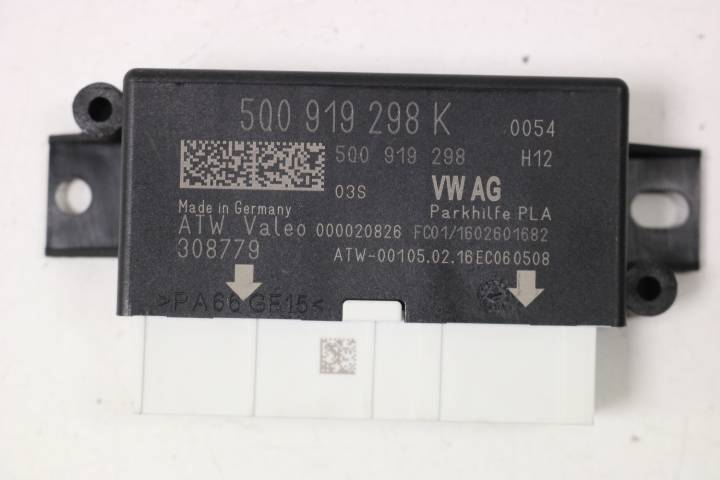 5Q0 919 298 K 0054
5Q0 919 298 H12
03S VW AG
Made in Germany Parkhilfe PLA
ATW Valeo 000020826 FC01/1602601682
308779 ATW-00105.02.16EC060508
>PA66 GF15<